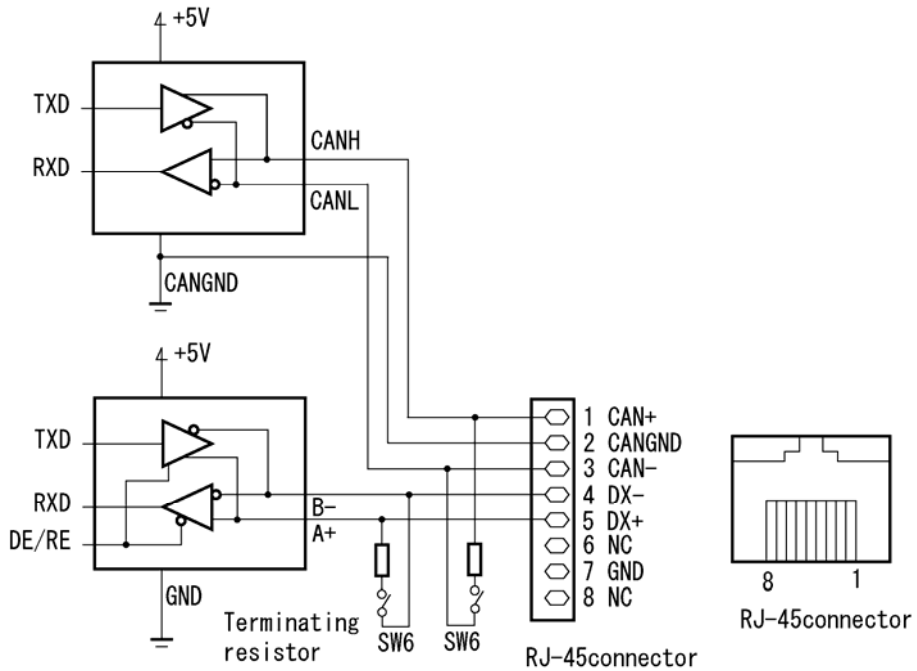 +5V
TXD
RXD
CANH
CANL
CANGND
+5V
TXD
RXD
DE/RE
B-
A+
GND
Terminating
resistor
SW6
SW6
1 CAN+
2 CANGND
3 CAN-
4 DX-
5 DX+
6 NC
7 GND
8 NC
RJ-45connector
8
1
RJ-45connector